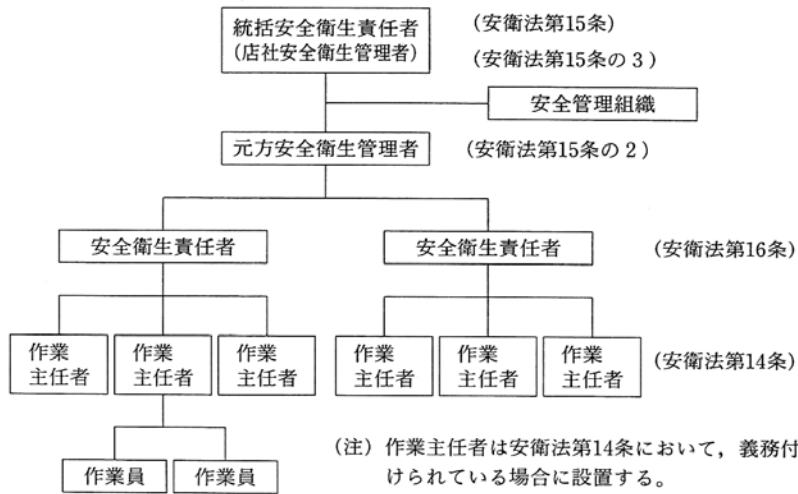 統括安全衛生責任者
(店社安全衛生管理者)
(安衛法第15条)
(安衛法第15条の3)
安全管理組織
元方安全衛生管理者
(安衛法第15条の2)
安全衛生責任者
安全衛生責任者
(安衛法第16条)
作業
主任者
作業
主任者
作業
主任者
作業
主任者
作業
主任者
作業
主任者
(安衛法第14条)
作業員
作業員
(注) 作業主任者は安衛法第14条において,義務付
けられている場合に設置する。